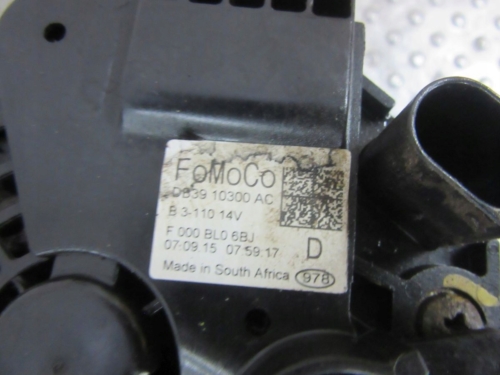 FoMoCo
DB39 10300 AC
B 3-110 14V
F 000 BL0 6BJ
07·09·15 07:59:17
D
Made in South Africa 978